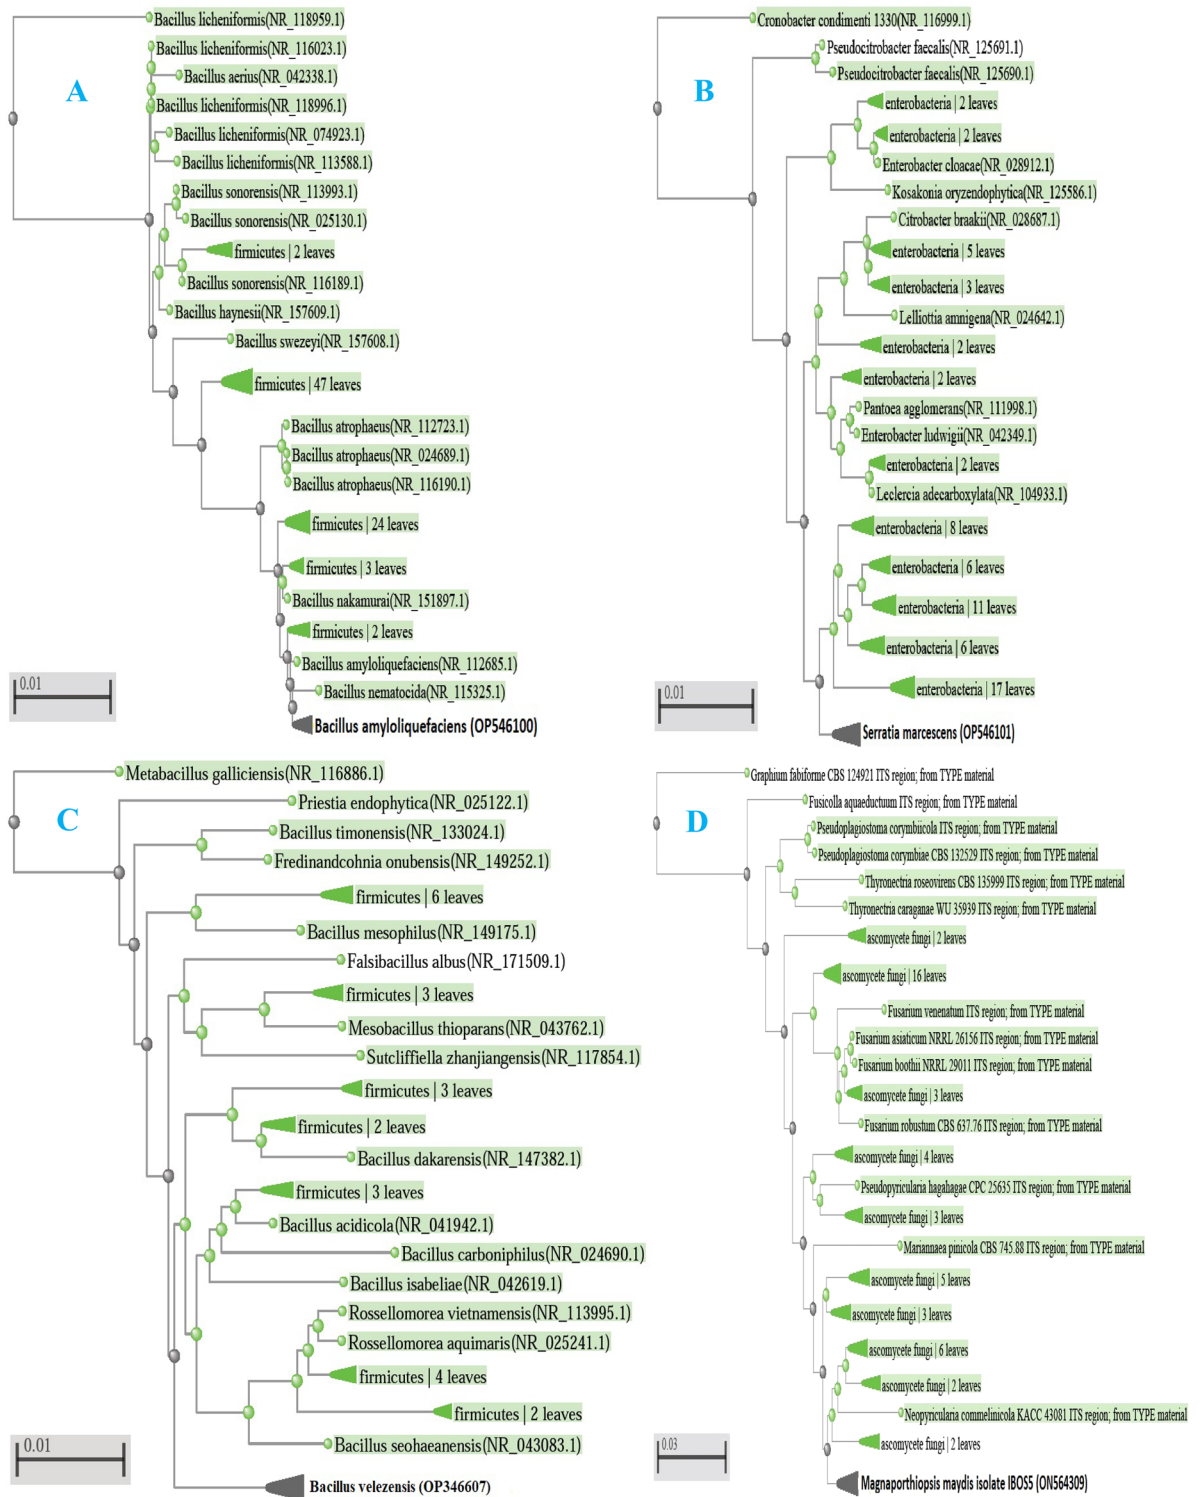 A
Bacillus licheniformis(NR_118959.1)
Bacillus licheniformis(NR_116023.1)
Bacillus aerius(NR_042338.1)
Bacillus licheniformis(NR_118996.1)
Bacillus licheniformis(NR_074923.1)
Bacillus licheniformis(NR_113588.1)
Bacillus sonorensis(NR_113993.1)
Bacillus sonorensis(NR_025130.1)
firmicutes | 2 leaves
Bacillus sonorensis(NR_116189.1)
Bacillus haynesii(NR_157609.1)
Bacillus swezeyi(NR_157608.1)
firmicutes | 47 leaves
Bacillus atrophaeus(NR_112723.1)
Bacillus atrophaeus(NR_024689.1)
Bacillus atrophaeus(NR_116190.1)
firmicutes | 24 leaves
firmicutes | 3 leaves
Bacillus nakamurai(NR_151897.1)
firmicutes | 2 leaves
Bacillus amyloliquefaciens(NR_112685.1)
Bacillus nematocida(NR_115325.1)
Bacillus amyloliquefaciens (OP546100)
0.01
B
Cronobacter condimenti 1330(NR_116999.1)
Pseudocitrobacter faecalis(NR_125691.1)
Pseudocitrobacter faecalis(NR_125690.1)
enterobacteria | 2 leaves
enterobacteria | 2 leaves
Enterobacter cloacae(NR_028912.1)
Kosakonia oryzendophytica(NR_125586.1)
Citrobacter braakii(NR_028687.1)
enterobacteria | 5 leaves
enterobacteria | 3 leaves
Lelliottia amnigena(NR_024642.1)
enterobacteria | 2 leaves
enterobacteria | 2 leaves
Pantoea agglomerans(NR_111998.1)
Enterobacter ludwigii(NR_042349.1)
enterobacteria | 2 leaves
Leclercia adecarboxylata(NR_104933.1)
enterobacteria | 8 leaves
enterobacteria | 6 leaves
enterobacteria | 11 leaves
enterobacteria | 6 leaves
enterobacteria | 17 leaves
Serratia marcescens (OP546101)
0.01
C
Metabacillus galliciensis(NR_116886.1)
Priestia endophytica(NR_025122.1)
Bacillus timonensis(NR_133024.1)
Fredinandcohnia onubensis(NR_149252.1)
firmicutes | 6 leaves
Bacillus mesophilus(NR_149175.1)
Falsibacillus albus(NR_171509.1)
firmicutes | 3 leaves
Mesobacillus thioparans(NR_043762.1)
Sutcliffiella zhanjiangensis(NR_117854.1)
firmicutes | 3 leaves
firmicutes | 2 leaves
Bacillus dakarensis(NR_147382.1)
firmicutes | 3 leaves
Bacillus acidicola(NR_041942.1)
Bacillus carboniphilus(NR_024690.1)
Bacillus isabeliae(NR_042619.1)
Rossellomorea vietnamensis(NR_113995.1)
Rossellomorea aquimaris(NR_025241.1)
firmicutes | 4 leaves
firmicutes | 2 leaves
Bacillus seohaeanensis(NR_043083.1)
Bacillus velezensis (OP346607)
0.01
D
Graphium fabiforme CBS 124921 ITS region; from TYPE material
Fusicolla aquaeductuum ITS region; from TYPE material
Pseudoplagiostoma corymbiicola ITS region; from TYPE material
Pseudoplagiostoma corymbiae CBS 132529 ITS region; from TYPE material
Thyronectria roseovirens CBS 135999 ITS region; from TYPE material
Thyronectria caraganae WU 35939 ITS region; from TYPE material
ascomycete fungi | 2 leaves
ascomycete fungi | 16 leaves
Fusarium venenatum ITS region; from TYPE material
Fusarium asiaticum NRRL 26156 ITS region; from TYPE material
Fusarium boothii NRRL 29011 ITS region; from TYPE material
ascomycete fungi | 3 leaves
Fusarium robustum CBS 637.76 ITS region; from TYPE material
ascomycete fungi | 4 leaves
Pseudopyricularia hagahagae CPC 25635 ITS region; from TYPE material
ascomycete fungi | 3 leaves
Mariannaea pinicola CBS 745.88 ITS region; from TYPE material
ascomycete fungi | 5 leaves
ascomycete fungi | 3 leaves
ascomycete fungi | 6 leaves
ascomycete fungi | 2 leaves
Neopyricularia commelinicola KACC 43081 ITS region; from TYPE material
ascomycete fungi | 2 leaves
Magnaporthiopsis maydis isolate IBOS5 (ON564309)
0.03